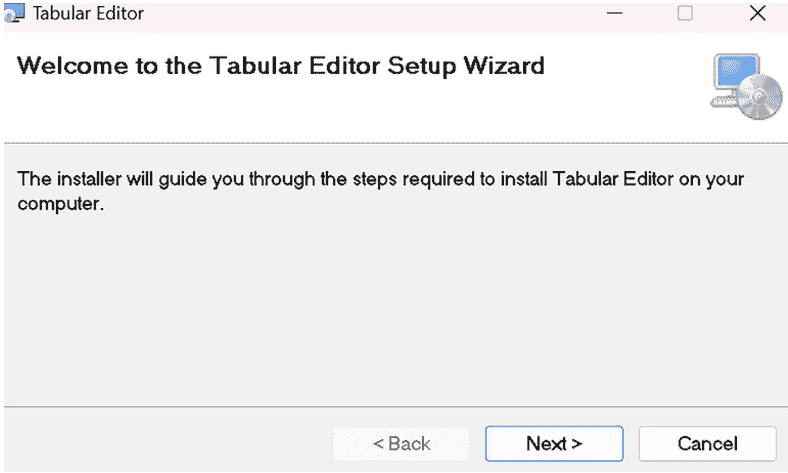 Tabular Editor
Welcome to the Tabular Editor Setup Wizard
The installer will guide you through the steps required to install Tabular Editor on your
computer.
< Back
Next >
Cancel